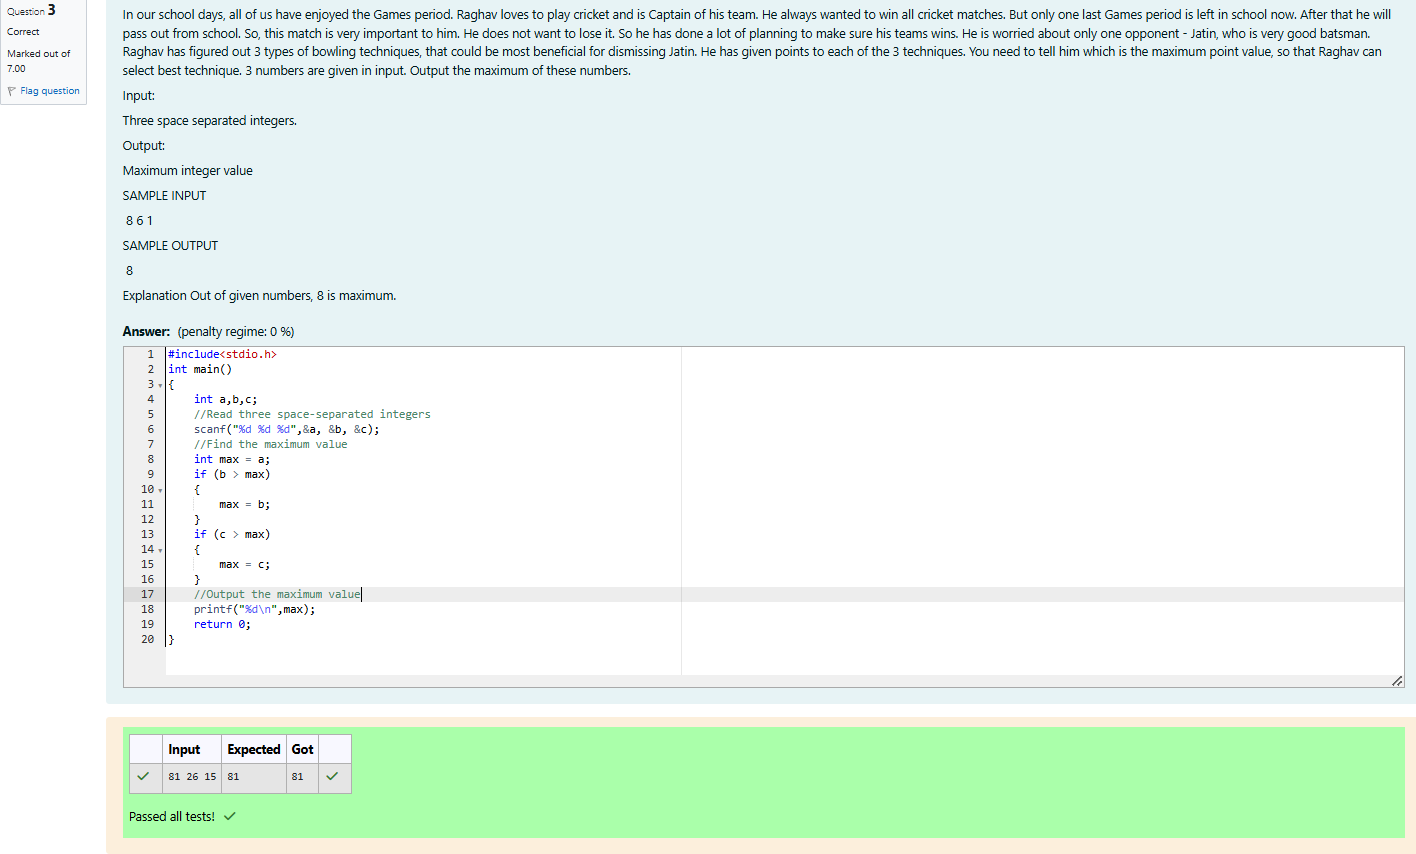 Question 3
Correct
Marked out of
7.00
Flag question
In our school days, all of us have enjoyed the Games period. Raghav loves to play cricket and is Captain of his team. He always wanted to win all cricket matches. But only one last Games period is left in school now. After that he will
pass out from school. So, this match is very important to him. He does not want to lose it. So he has done a lot of planning to make sure his teams wins. He is worried about only one opponent - Jatin, who is very good batsman.
Raghav has figured out 3 types of bowling techniques, that could be most beneficial for dismissing Jatin. He has given points to each of the 3 techniques. You need to tell him which is the maximum point value, so that Raghav can
select best technique. 3 numbers are given in input. Output the maximum of these numbers.
Input:
Three space separated integers.
Output:
Maximum integer value
SAMPLE INPUT
8 6 1
SAMPLE OUTPUT
8
Explanation Out of given numbers, 8 is maximum.
Answer: (penalty regime: 0 %)
1 #include<stdio.h>
2 int main()
3 {
4 int a,b,c;
5 //Read three space-separated integers
6 scanf("%d %d %d",&a, &b, &c);
7 //Find the maximum value
8 int max = a;
9 if (b > max)
10 {
11 max = b;
12 }
13 if (c > max)
14 {
15 max = c;
16 }
17 //Output the maximum value
18 printf("%d\n",max);
19 return 0;
20 }
Input Expected Got
81 26 15 81 81
Passed all tests!